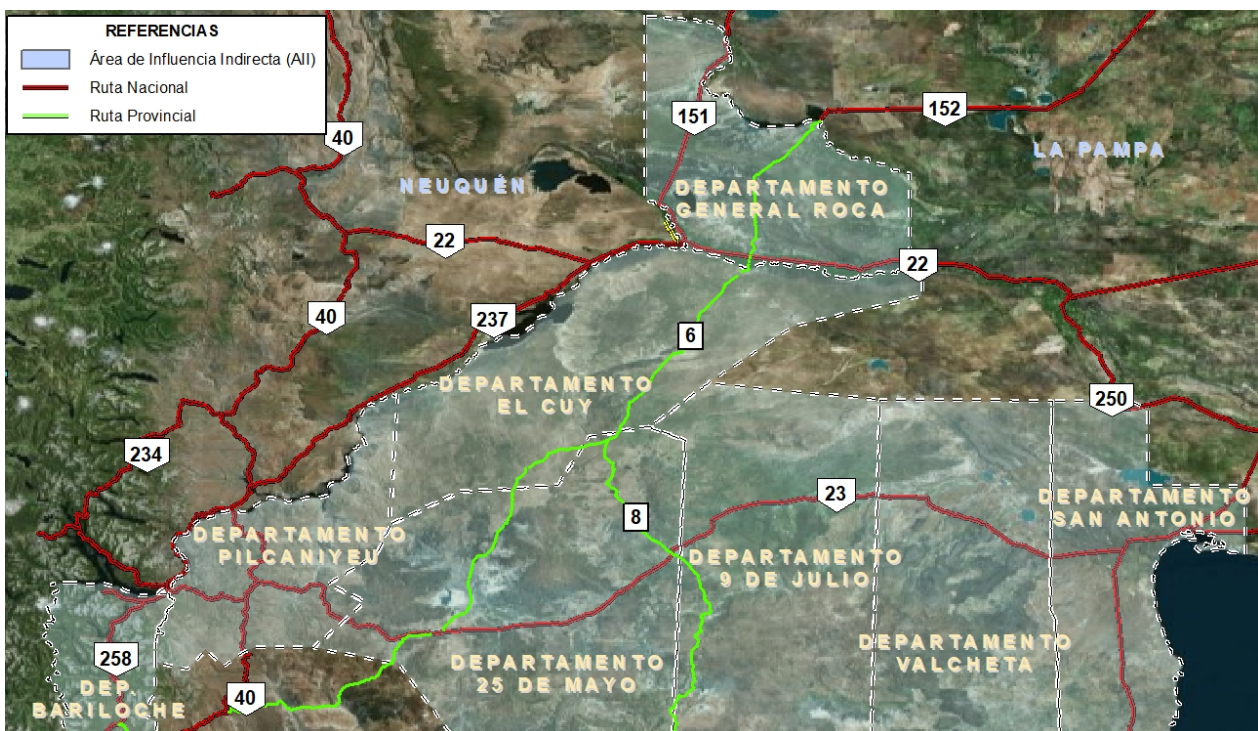 REFERENCIAS
Área de Influencia Indirecta (AII)
Ruta Nacional
Ruta Provincial
40
151
152
LA PAMPA
NEUQUÉN
DEPARTAMENTO
GENERAL ROCA
22
22
40
237
6
DEPARTAMENTO
EL CUY
250
234
23
8
DEPARTAMENTO
SAN ANTONIO
DEPARTAMENTO
PILCANIYEU
DEPARTAMENTO
9 DE JULIO
DEPARTAMENTO
VALCHETA
DEPARTAMENTO
25 DE MAYO
258
DEP.
BARILOCHE
40